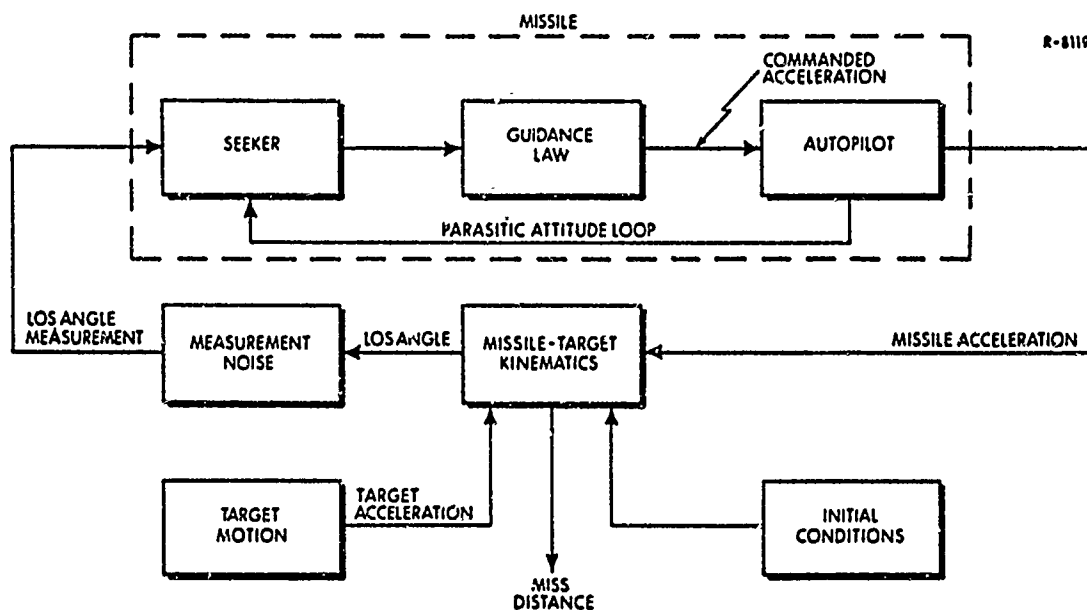 MISSILE
R-8119
COMMANDED
ACCELERATION
SEEKER
GUIDANCE
LAW
AUTOPILOT
PARASITIC ATTITUDE LOOP
LOS ANGLE
MEASUREMENT
MEASUREMENT
NOISE
LOS ANGLE
MISSILE-TARGET
KINEMATICS
MISSILE ACCELERATION
TARGET
MOTION
TARGET
ACCELERATION
INITIAL
CONDITIONS
MISS
DISTANCE